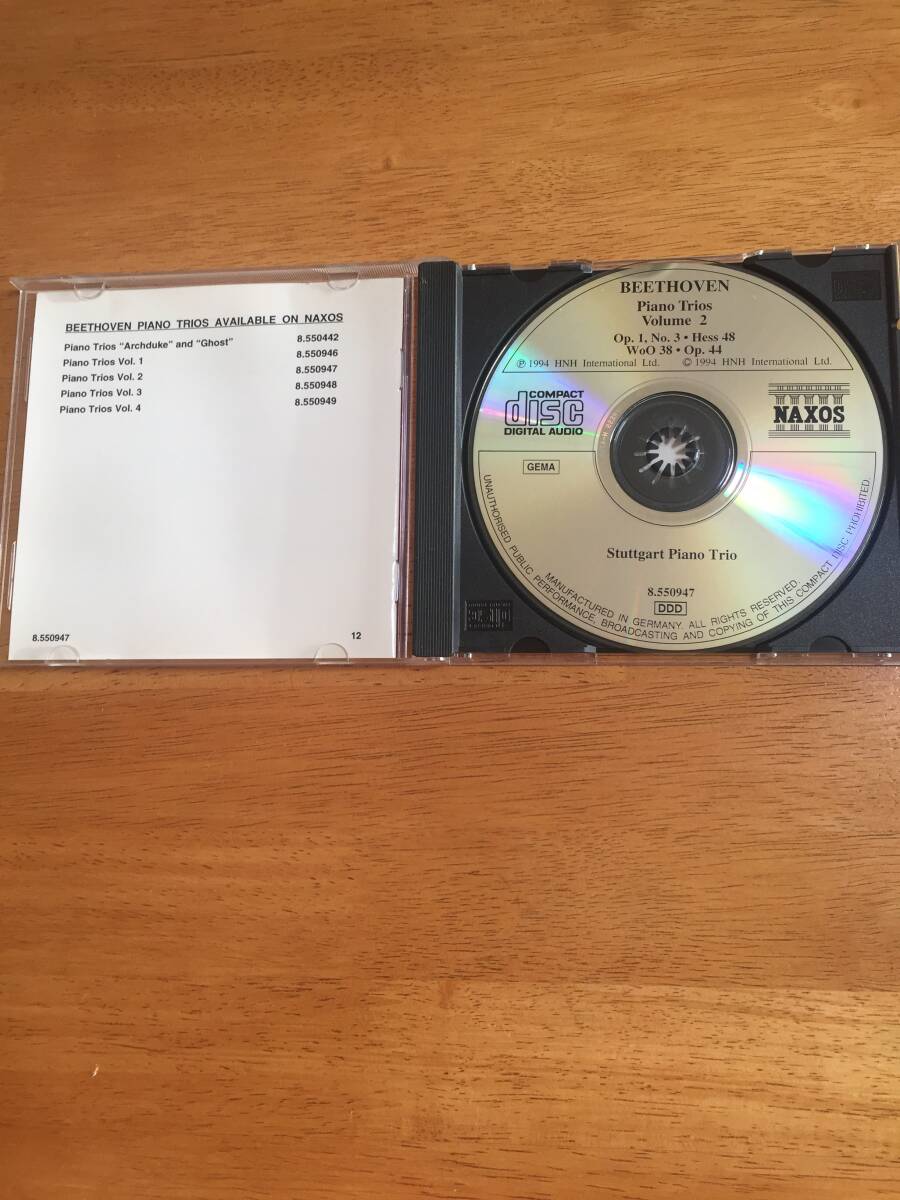 BEETHOVEN PIANO TRIOS AVAILABLE ON NAXOS
Piano Trios "Archduke" and "Ghost" 8.550442
Piano Trios Vol. 1 8.550946
Piano Trios Vol. 2 8.550947
Piano Trios Vol. 3 8.550948
Piano Trios Vol. 4 8.550949
8.550947 12
BEETHOVEN
Piano Trios
Volume 2
Op. 1, No. 3 • Hess 48
WoO 38 • Op. 44
℗ 1994 HNH International Ltd. © 1994 HNH International Ltd.
COMPACT
disc
DIGITAL AUDIO
NAXOS
GEMA
Stuttgart Piano Trio
8.550947
DDD
UNAUTHORISED PUBLIC PERFORMANCE, BROADCASTING AND COPYING OF THIS COMPACT DISC PROHIBITED.
MANUFACTURED IN GERMANY. ALL RIGHTS RESERVED.